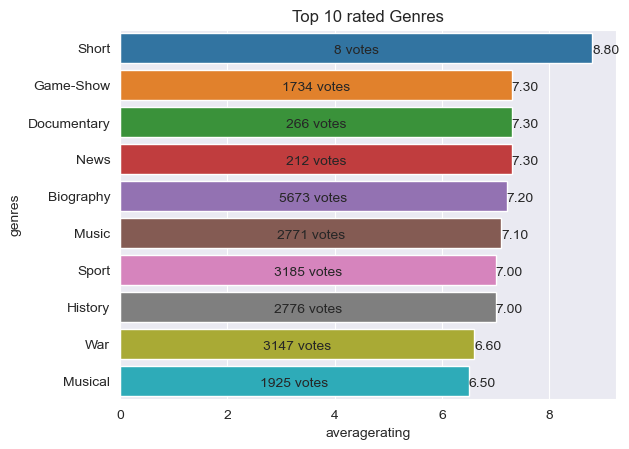 Top 10 rated Genres
genres
Short 8 votes 8.80
Game-Show 1734 votes 7.30
Documentary 266 votes 7.30
News 212 votes 7.30
Biography 5673 votes 7.20
Music 2771 votes 7.10
Sport 3185 votes 7.00
History 2776 votes 7.00
War 3147 votes 6.60
Musical 1925 votes 6.50
0 2 4 6 8
averagerating